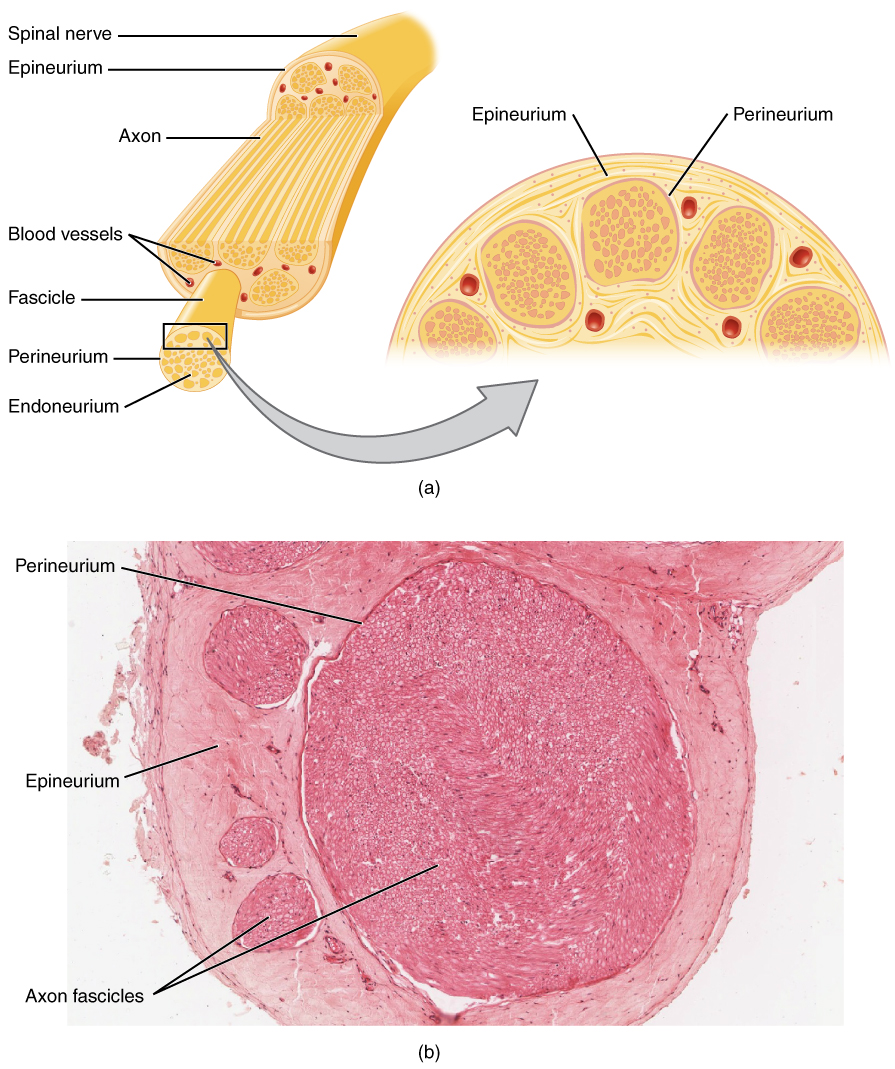 Spinal nerve
Epineurium
Axon
Blood vessels
Fascicle
Perineurium
Endoneurium
Epineurium
Perineurium
(a)
Perineurium
Epineurium
Axon fascicles
(b)